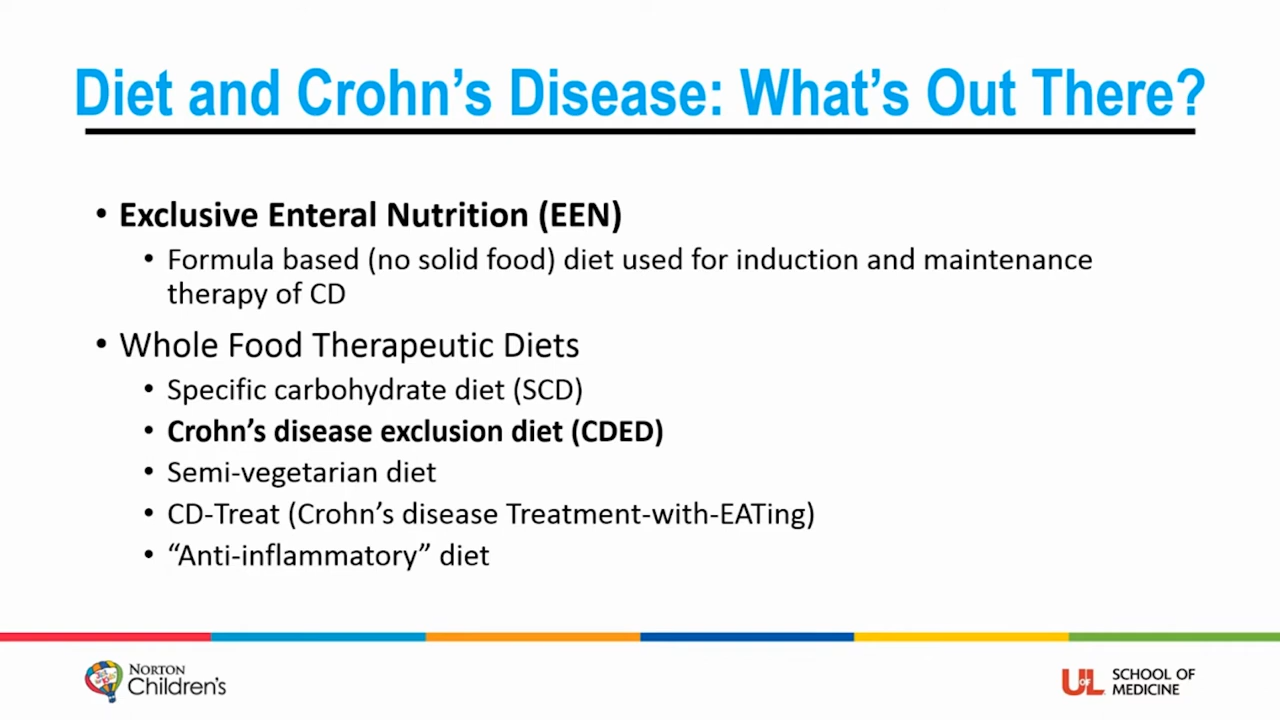 Diet and Crohn's Disease: What's Out There?
• Exclusive Enteral Nutrition (EEN)
• Formula based (no solid food) diet used for induction and maintenance
therapy of CD
• Whole Food Therapeutic Diets
• Specific carbohydrate diet (SCD)
• Crohn's disease exclusion diet (CDED)
• Semi-vegetarian diet
• CD-Treat (Crohn's disease Treatment-with-EATing)
• “Anti-inflammatory” diet
NORTON
Children's
UofL
SCHOOL OF
MEDICINE